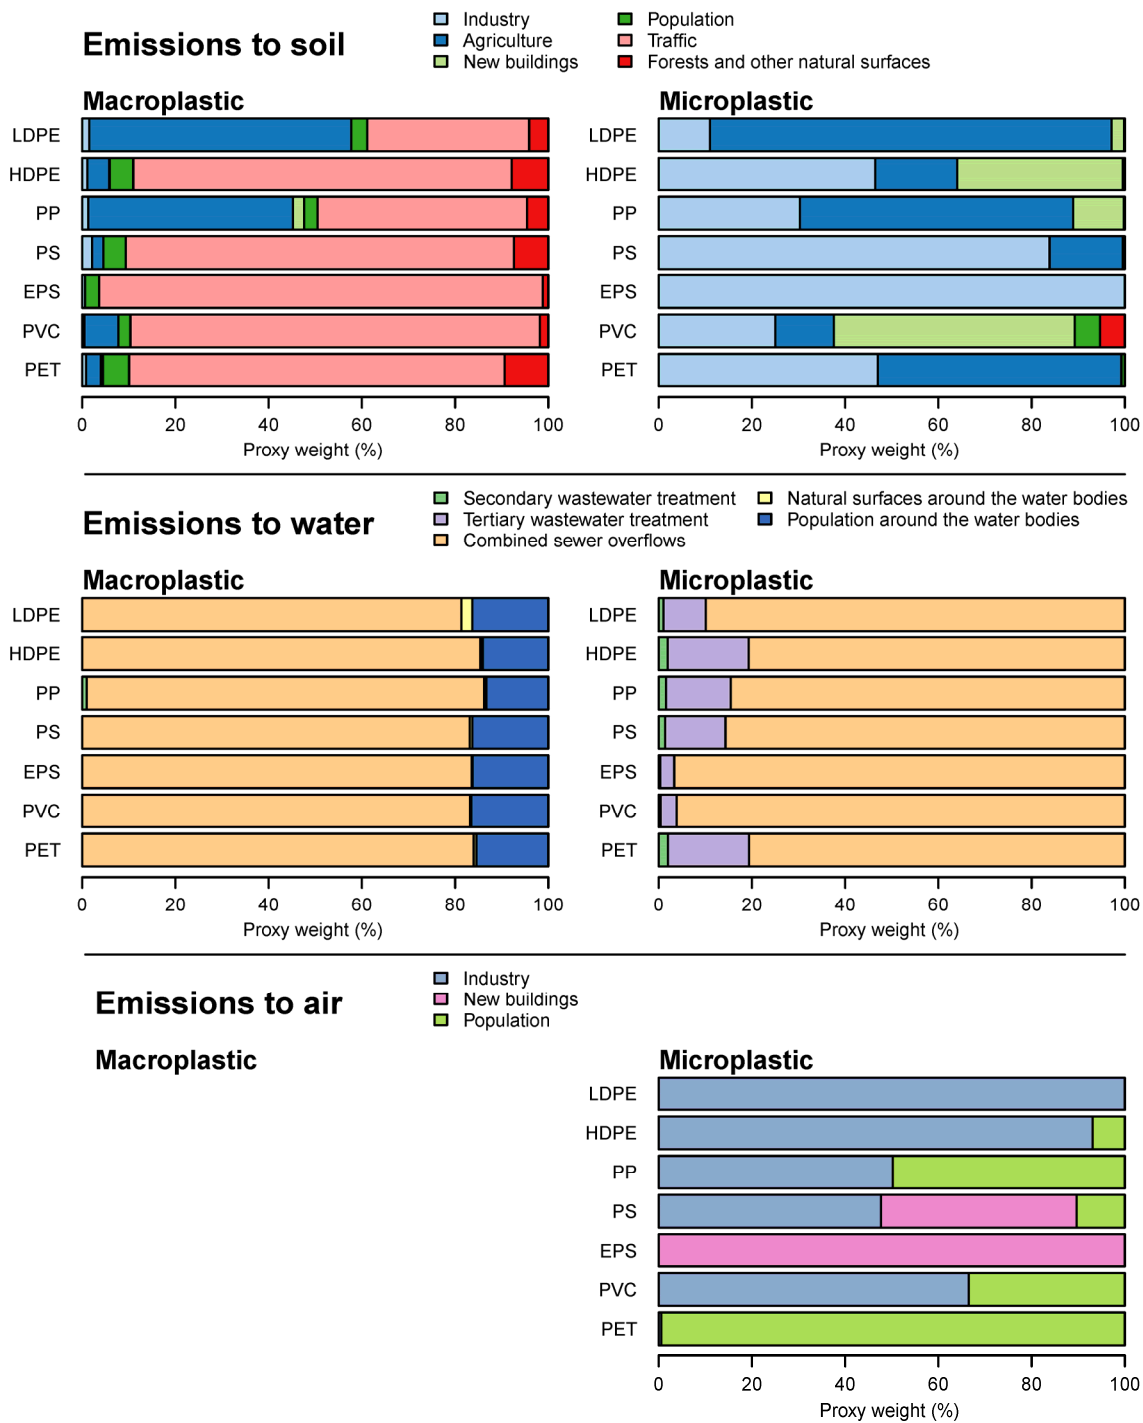 Emissions to soil
Industry
Agriculture
New buildings
Population
Traffic
Forests and other natural surfaces
Macroplastic
LDPE
HDPE
PP
PS
EPS
PVC
PET
0 20 40 60 80 100
Proxy weight (%)
Microplastic
LDPE
HDPE
PP
PS
EPS
PVC
PET
0 20 40 60 80 100
Proxy weight (%)
Emissions to water
Secondary wastewater treatment
Tertiary wastewater treatment
Combined sewer overflows
Natural surfaces around the water bodies
Population around the water bodies
Macroplastic
LDPE
HDPE
PP
PS
EPS
PVC
PET
0 20 40 60 80 100
Proxy weight (%)
Microplastic
LDPE
HDPE
PP
PS
EPS
PVC
PET
0 20 40 60 80 100
Proxy weight (%)
Emissions to air
Industry
New buildings
Population
Macroplastic
Microplastic
LDPE
HDPE
PP
PS
EPS
PVC
PET
0 20 40 60 80 100
Proxy weight (%)